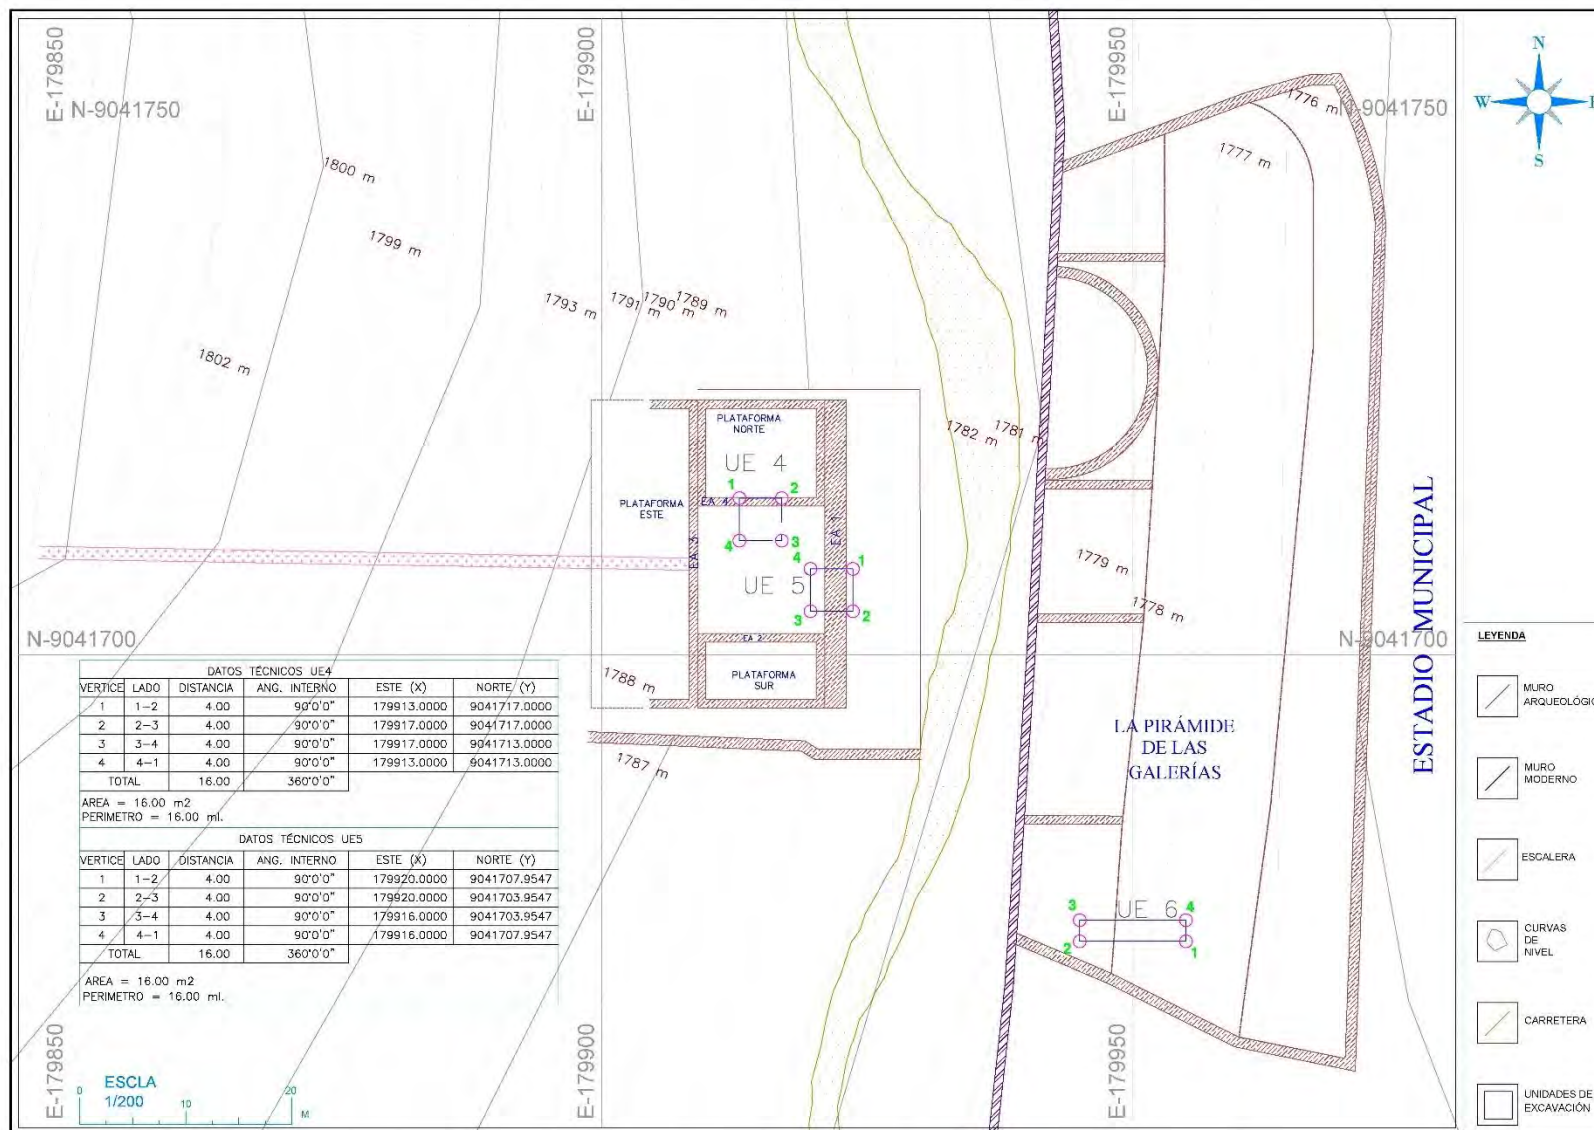 E-179850
E-179900
E-179950
N-9041750
N-9041750
N
W
S
1776 m
1777 m
1800 m
1799 m
1793 m
1791 m
1790 m
1789 m
1802 m
1782 m
1781 m
PLATAFORMA
NORTE
UE 4
1
2
EA 4
PLATAFORMA
ESTE
EA 1
EA 3
4
3
4
1
UE 5
3
2
EA 2
PLATAFORMA
SUR
1779 m
1778 m
ESTADIO MUNICIPAL
N-9041700
N-9041700
1788 m
1787 m
LA PIRÁMIDE
DE LAS
GALERÍAS
3
UE 6
4
2
1
DATOS TÉCNICOS UE4
VERTICE LADO DISTANCIA ANG. INTERNO ESTE (X) NORTE (Y)
1 1-2 4.00 90°0'0" 179913.0000 9041717.0000
2 2-3 4.00 90°0'0" 179917.0000 9041717.0000
3 3-4 4.00 90°0'0" 179917.0000 9041713.0000
4 4-1 4.00 90°0'0" 179913.0000 9041713.0000
TOTAL 16.00 360°0'0"
AREA = 16.00 m2
PERIMETRO = 16.00 ml.
DATOS TÉCNICOS UE5
VERTICE LADO DISTANCIA ANG. INTERNO ESTE (X) NORTE (Y)
1 1-2 4.00 90°0'0" 179920.0000 9041707.9547
2 2-3 4.00 90°0'0" 179920.0000 9041703.9547
3 3-4 4.00 90°0'0" 179916.0000 9041703.9547
4 4-1 4.00 90°0'0" 179916.0000 9041707.9547
TOTAL 16.00 360°0'0"
AREA = 16.00 m2
PERIMETRO = 16.00 ml.
E-179850
E-179900
E-179950
ESCLA
1/200
0 10 20
M
LEYENDA
MURO
ARQUEOLÓGIC
MURO
MODERNO
ESCALERA
CURVAS
DE
NIVEL
CARRETERA
UNIDADES DE
EXCAVACIÓN